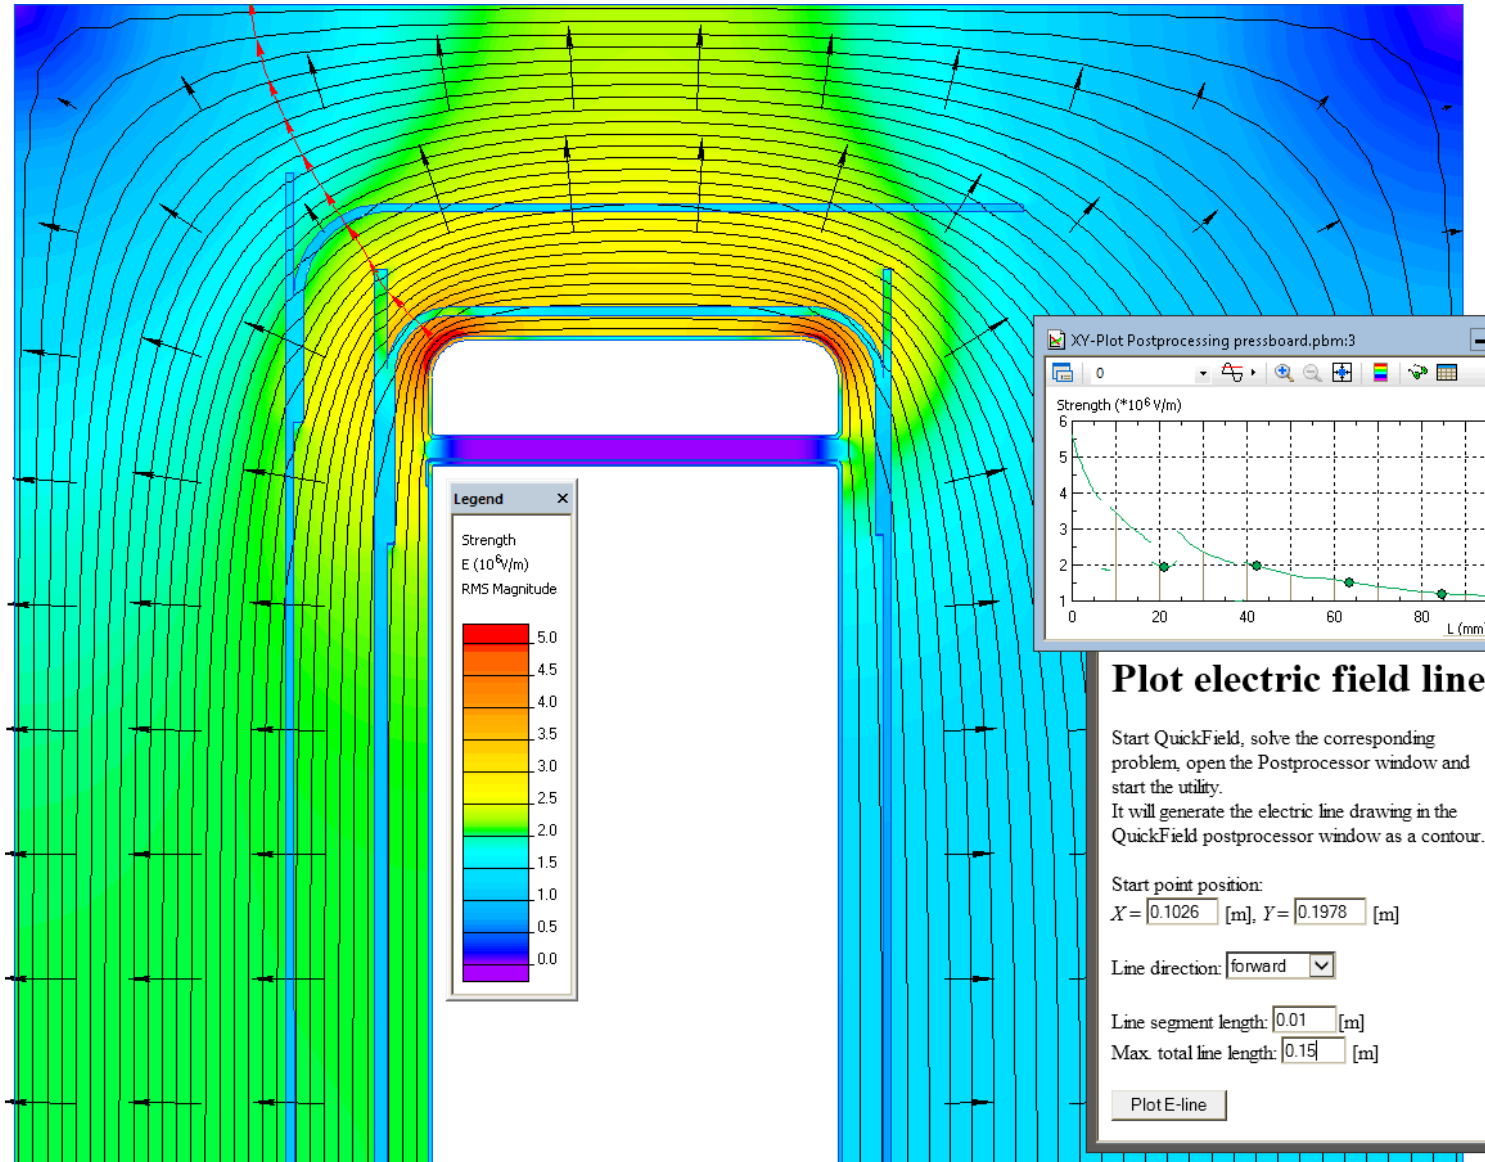 XY-Plot Postprocessing pressboard.pbm:3
0
Strength (*10⁶ V/m)
6
5
4
3
2
1
0 20 40 60 80
L (mm)
Legend
Strength
E (10⁶V/m)
RMS Magnitude
5.0
4.5
4.0
3.5
3.0
2.5
2.0
1.5
1.0
0.5
0.0
Plot electric field line
Start QuickField, solve the corresponding
problem, open the Postprocessor window and
start the utility.
It will generate the electric line drawing in the
QuickField postprocessor window as a contour.
Start point position:
X = 0.1026 [m], Y = 0.1978 [m]
Line direction: forward
Line segment length: 0.01 [m]
Max. total line length: 0.15 [m]
Plot E-line